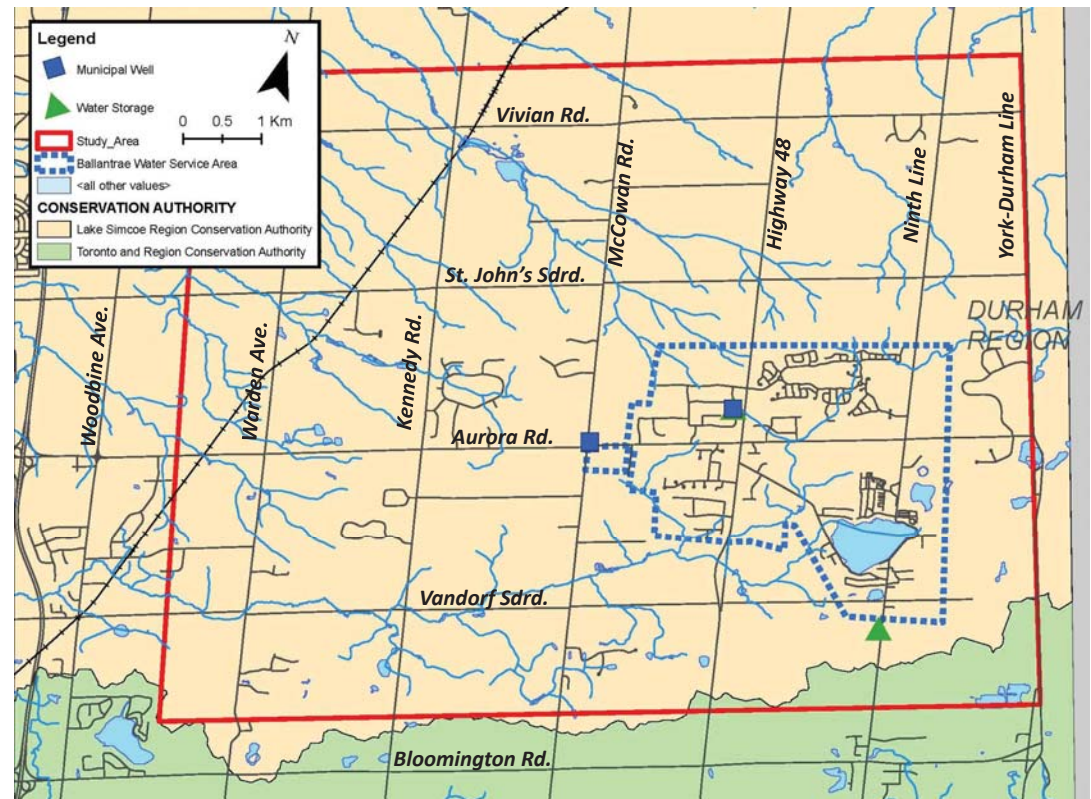 Legend
N
Municipal Well
Water Storage
0 0.5 1 Km
Study_Area
Ballantrae Water Service Area
<all other values>
CONSERVATION AUTHORITY
Lake Simcoe Region Conservation Authority
Toronto and Region Conservation Authority
Vivian Rd.
McCowan Rd.
Highway 48
Ninth Line
York-Durham Line
St. John's Sdrd.
DURHAM
REGION
Woodbine Ave.
Warden Ave.
Kennedy Rd.
Aurora Rd.
Vandorf Sdrd.
Bloomington Rd.